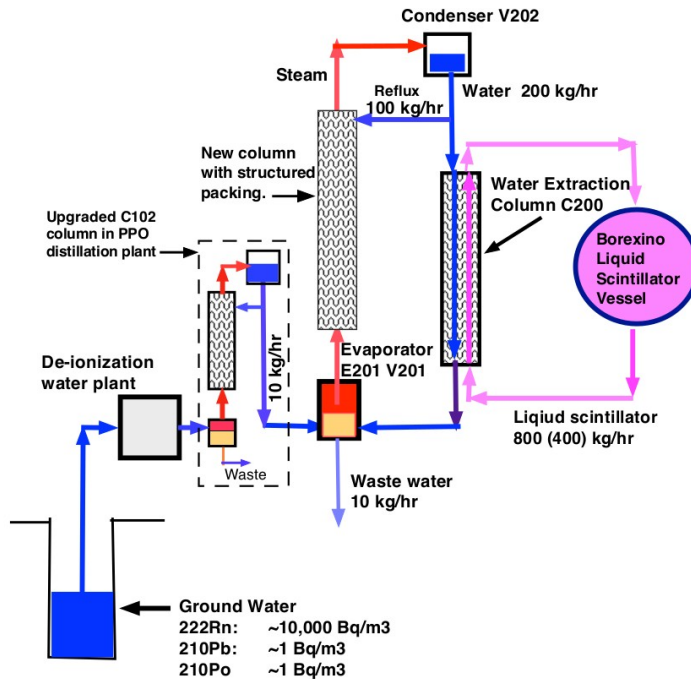 Condenser V202
Steam
Reflux
100 kg/hr
Water  200 kg/hr
New column
with structured
packing.
Water Extraction
Column C200
Upgraded C102
column in PPO
distillation plant
Borexino
Liquid
Scintillator
Vessel
10 kg/hr
Evaporator
E201 V201
De-ionization
water plant
Liqiud scintillator
800 (400) kg/hr
Waste
Waste water
10 kg/hr
Ground Water
222Rn:    ~10,000 Bq/m3
210Pb:    ~1 Bq/m3
210Po    ~1 Bq/m3